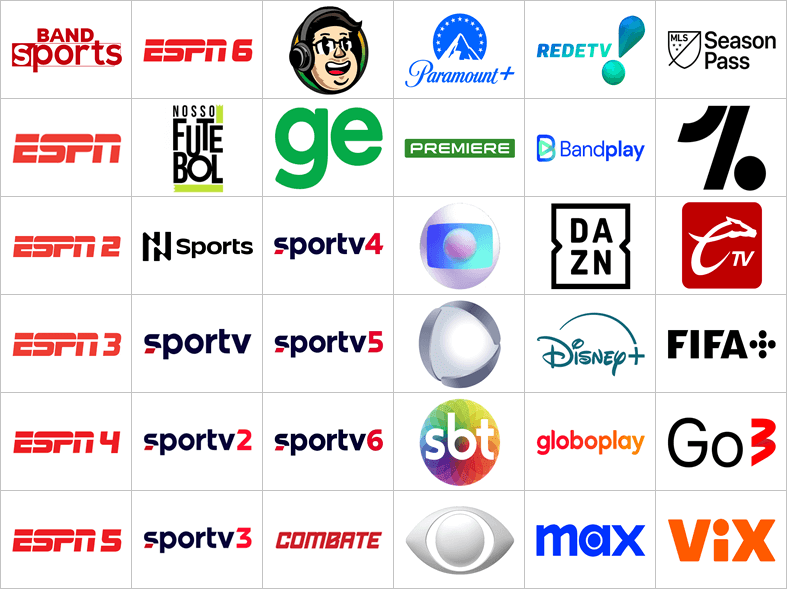 BAND
sports
ESPN 6
Paramount+
REDETV!
MLS
Season
Pass
ESPN
NOSSO
FUTE
BOL
ge
PREMIERE
Bandplay
1.
ESPN 2
N Sports
sportv4
DA
ZN
TV
ESPN 3
sportv
sportv5
Disney+
FIFA+
ESPN 4
sportv2
sportv6
sbt
globoplay
Go3
ESPN 5
sportv3
COMBATE
max
ViX